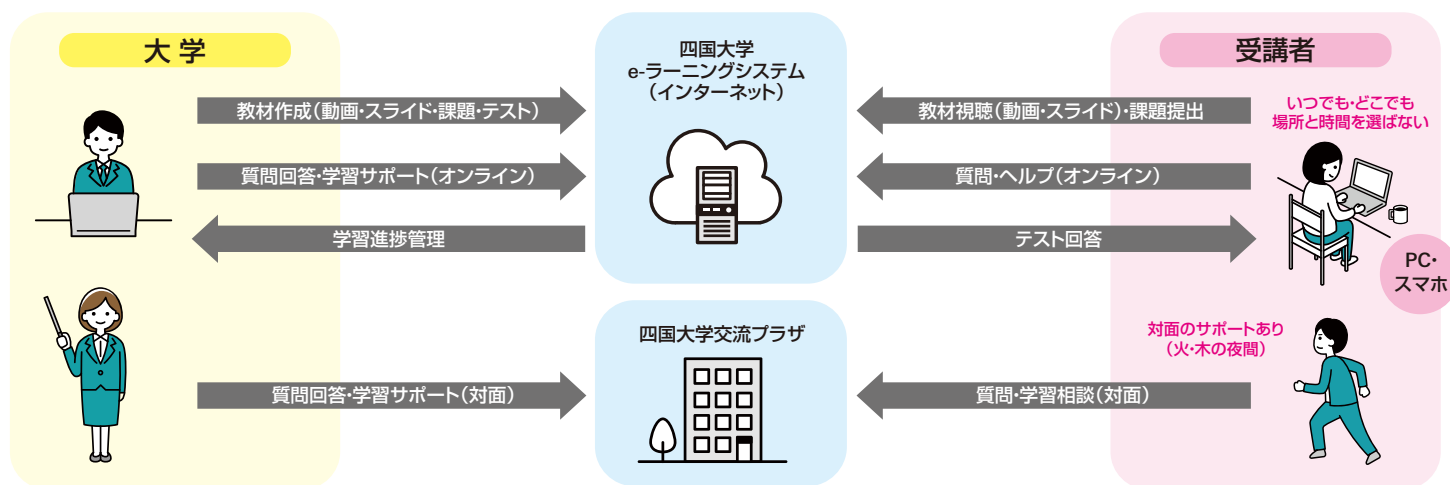 大学
教材作成(動画・スライド・課題・テスト)
質問回答・学習サポート(オンライン)
学習進捗管理
質問回答・学習サポート(対面)
四国大学
e-ラーニングシステム
(インターネット)
四国大学交流プラザ
受講者
教材視聴(動画・スライド)・課題提出
いつでも・どこでも
場所と時間を選ばない
質問・ヘルプ(オンライン)
テスト回答
PC・
スマホ
対面のサポートあり
(火・木の夜間)
質問・学習相談(対面)